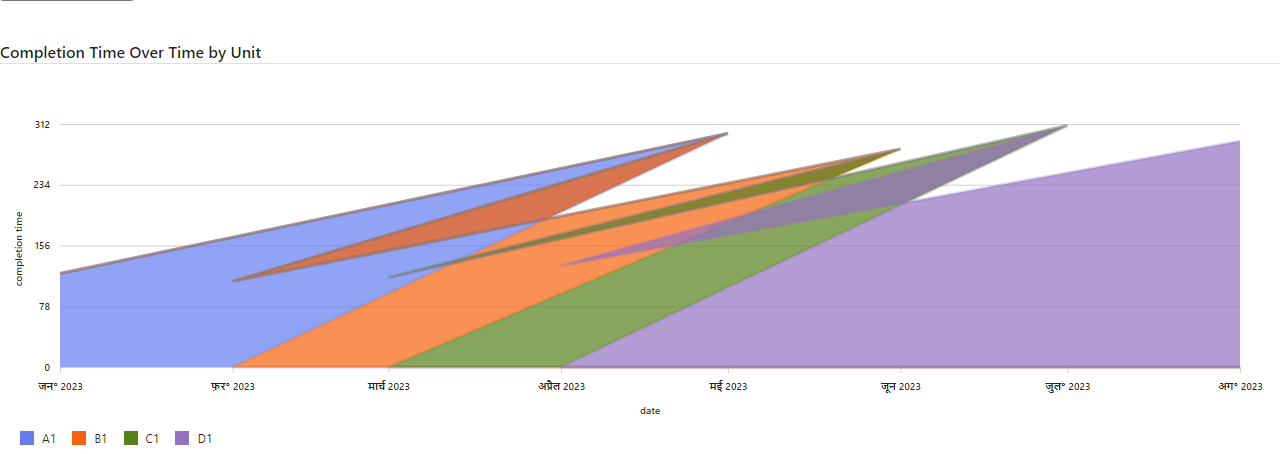 Completion Time Over Time by Unit
312
234
156
78
0
completion time
जन॰ 2023 फ़र॰ 2023 मार्च 2023 अप्रैल 2023 मई 2023 जून 2023 जुल॰ 2023 अग॰ 2023
date
A1 B1 C1 D1